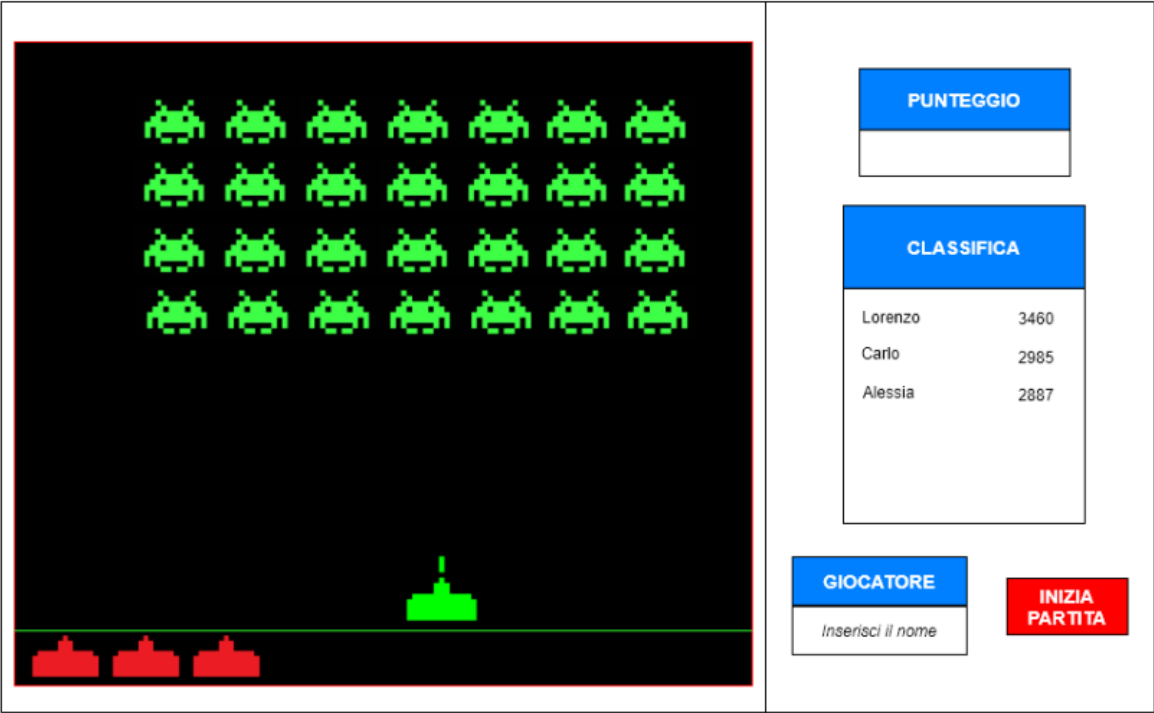 PUNTEGGIO
CLASSIFICA
Lorenzo 3460
Carlo 2985
Alessia 2887
GIOCATORE
Inserisci il nome
INIZIA
PARTITA